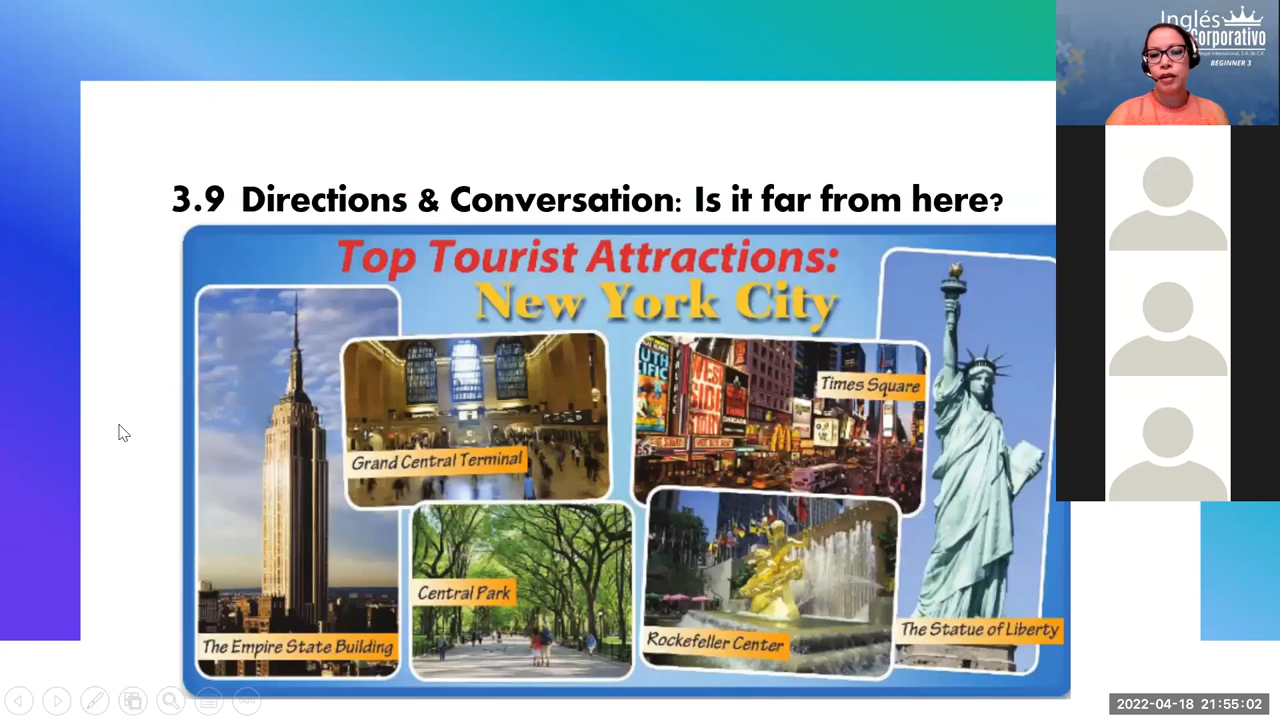 Inglés
Corporativo
BEGINNER 3
3.9 Directions & Conversation: Is it far from here?
Top Tourist Attractions:
New York City
Times Square
Grand Central Terminal
Central Park
The Empire State Building
Rockefeller Center
The Statue of Liberty
WEST
SIDE
2022-04-18 21:55:02